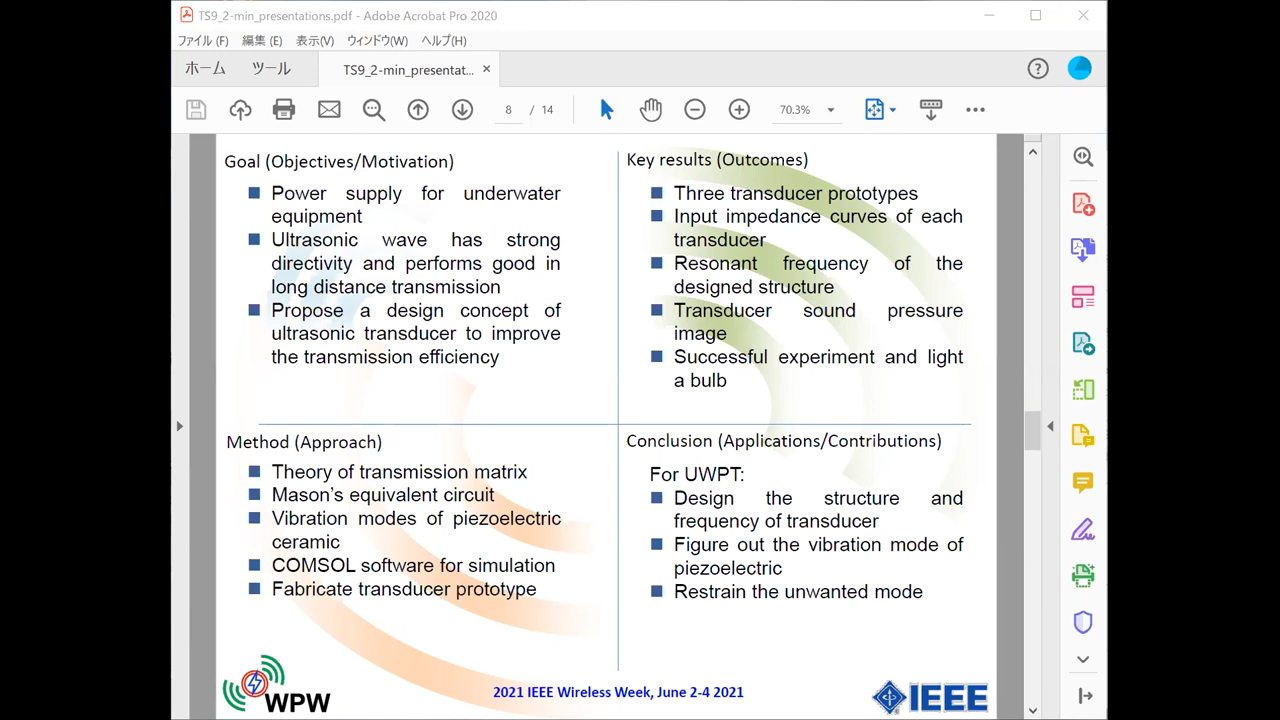 TS9_2-min_presentations.pdf - Adobe Acrobat Pro 2020
ファイル (F) 編集 (E) 表示(V) ウィンドウ(W) ヘルプ(H)
ホーム ツール TS9_2-min_presentat... ×
8 / 14 70.3%
Goal (Objectives/Motivation)
Power supply for underwater
equipment
Ultrasonic wave has strong
directivity and performs good in
long distance transmission
Propose a design concept of
ultrasonic transducer to improve
the transmission efficiency
Key results (Outcomes)
Three transducer prototypes
Input impedance curves of each
transducer
Resonant frequency of the
designed structure
Transducer sound pressure
image
Successful experiment and light
a bulb
Method (Approach)
Theory of transmission matrix
Mason's equivalent circuit
Vibration modes of piezoelectric
ceramic
COMSOL software for simulation
Fabricate transducer prototype
Conclusion (Applications/Contributions)
For UWPT:
Design the structure and
frequency of transducer
Figure out the vibration mode of
piezoelectric
Restrain the unwanted mode
WPW
2021 IEEE Wireless Week, June 2-4 2021
IEEE